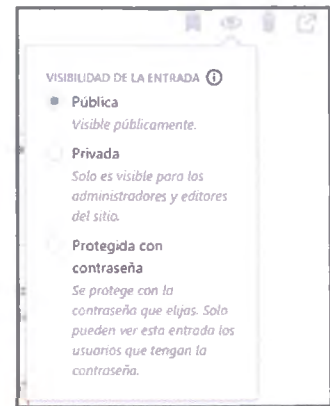 VISIBILIDAD DE LA ENTRADA
Pública
Visible públicamente.
Privada
Solo es visible para los
administradores y editores
del sitio.
Protegida con
contraseña
Se protege con la
contraseña que elijas. Solo
pueden ver esta entrada los
usuarios que tengan la
contraseña.